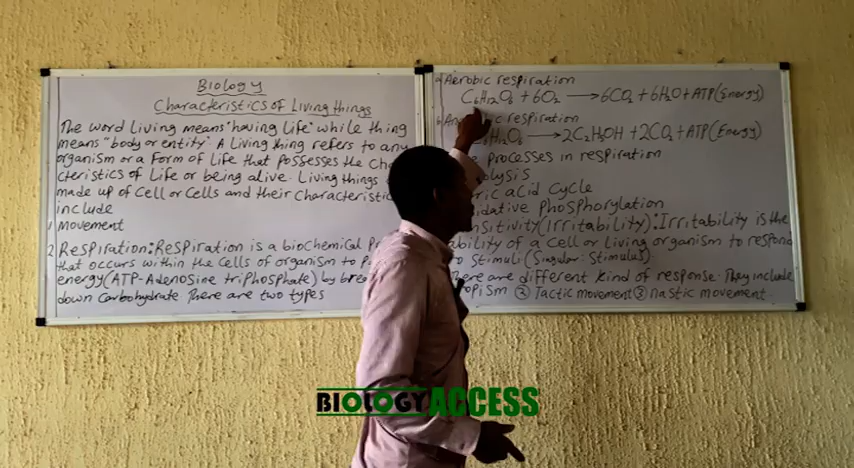 Biology
Characteristics of Living things
The word Living means "having Life" while thing
means "body or entity". A Living thing refers to any
organism or a form of Life that possesses the cha
cteristics of Life or being alive. Living things
made up of cell or cells and their characteristic
include
1 Movement
2 Respiration: Respiration is a biochemical P
that occurs within the cells of organism to P
energy (ATP-Adenosine triphosphate) by bre
down carbohydrate There are two types
a Aerobic respiration
C6H12O6 + 6O2 → 6CO2 + 6H2O + ATP (Energy)
b An ic respiration
6H12O6 → 2C2H5OH + 2CO2 + ATP (Energy)
e processes in respiration
olysis
ric acid cycle
idative phosphorylation
nsitivity (Irritability): Irritability is the
ability of a cell or Living organism to respond
to Stimuli (Singular: Stimulus).
There are different kind of response. They include
opism ② Tactic movement ③ nastic movement.
BIOLOGY ACCESS